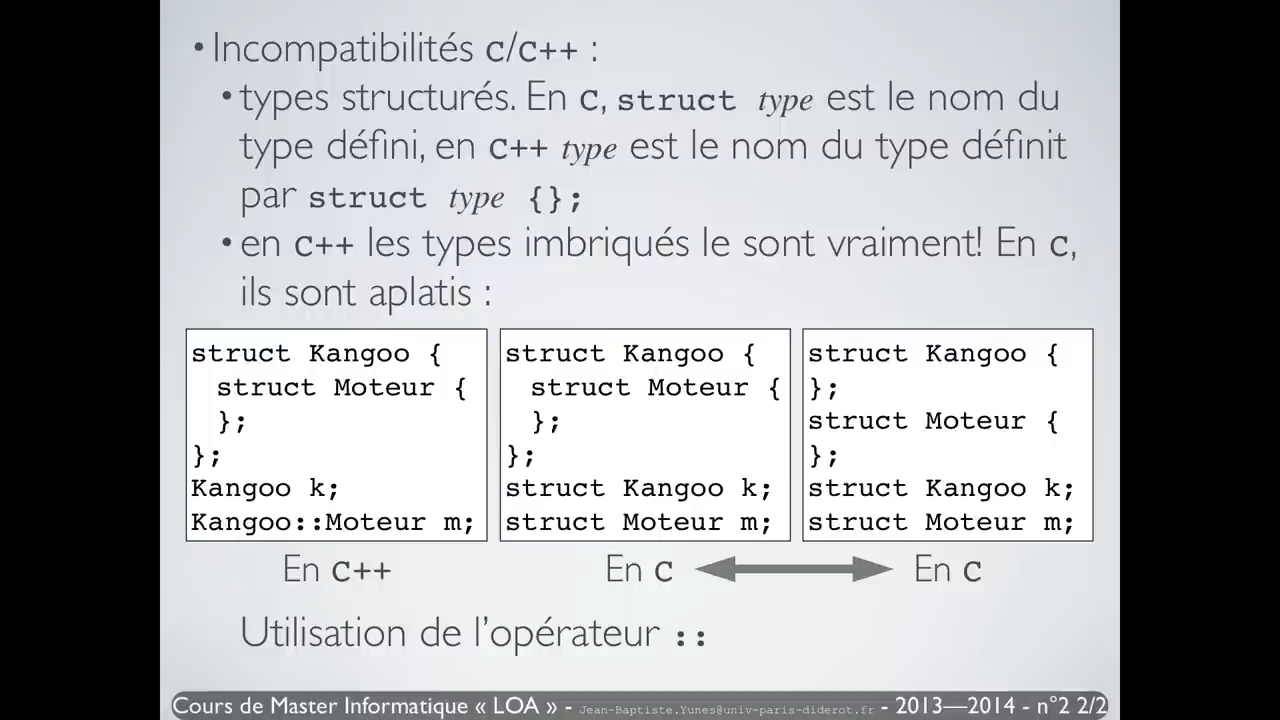 • Incompatibilités C/C++ :
• types structurés. En C, struct type est le nom du
type défini, en C++ type est le nom du type définit
par struct type {};
• en C++ les types imbriqués le sont vraiment! En C,
ils sont aplatis :
struct Kangoo {
struct Moteur {
};
};
Kangoo k;
Kangoo::Moteur m;
En C++
struct Kangoo {
struct Moteur {
};
};
struct Kangoo k;
struct Moteur m;
En C
struct Kangoo {
};
struct Moteur {
};
struct Kangoo k;
struct Moteur m;
En C
Utilisation de l'opérateur ::
Cours de Master Informatique « LOA » - Jean-Baptiste.Yunes@univ-paris-diderot.fr - 2013—2014 - n°2 2/2